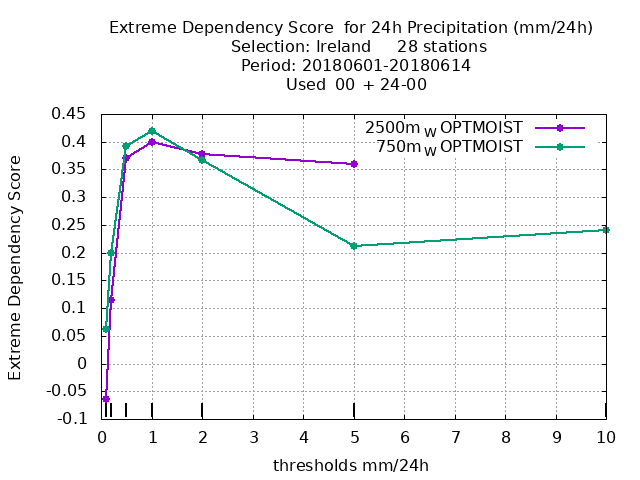 Extreme Dependency Score  for 24h Precipitation (mm/24h)
Selection: Ireland     28 stations
Period: 20180601-20180614
Used  00  + 24-00
2500m W OPTMOIST
750m W OPTMOIST
Extreme Dependency Score
0.45
0.4
0.35
0.3
0.25
0.2
0.15
0.1
0.05
0
-0.05
-0.1
0 1 2 3 4 5 6 7 8 9 10
thresholds mm/24h